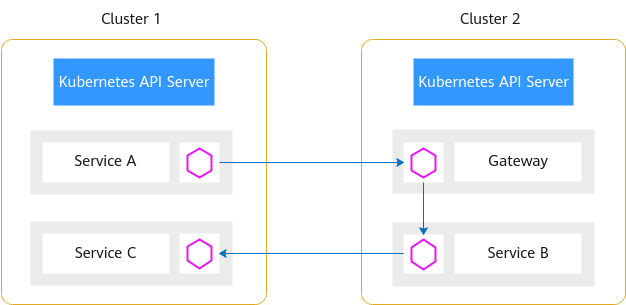 Cluster 1
Cluster 2
Kubernetes API Server
Kubernetes API Server
Service A
Gateway
Service C
Service B